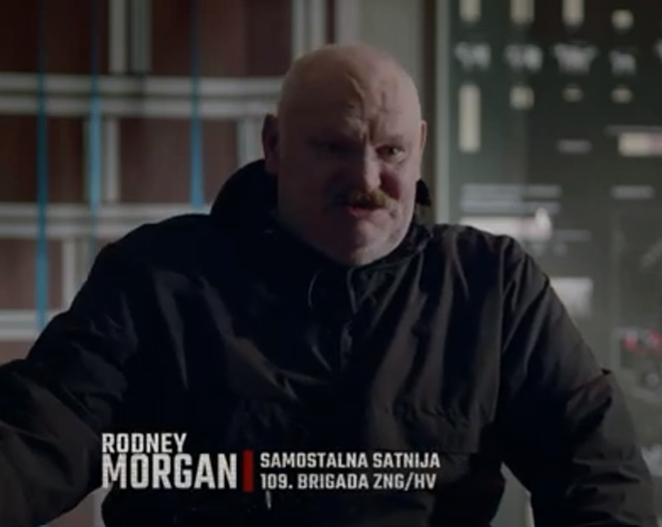 RODNEY
MORGAN
SAMOSTALNA SATNIJA
109. BRIGADA ZNG/HV